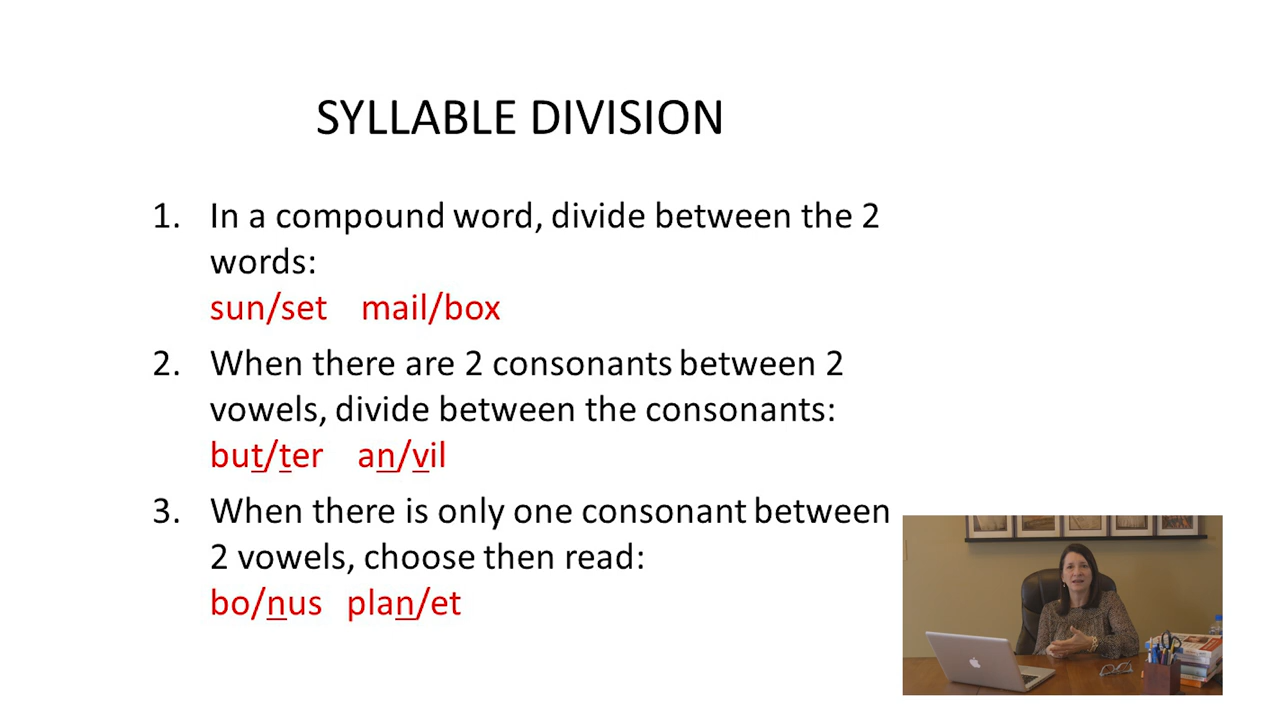 SYLLABLE DIVISION
1. In a compound word, divide between the 2
words:
sun/set mail/box
2. When there are 2 consonants between 2
vowels, divide between the consonants:
but/ter an/vil
3. When there is only one consonant between
2 vowels, choose then read:
bo/nus plan/et